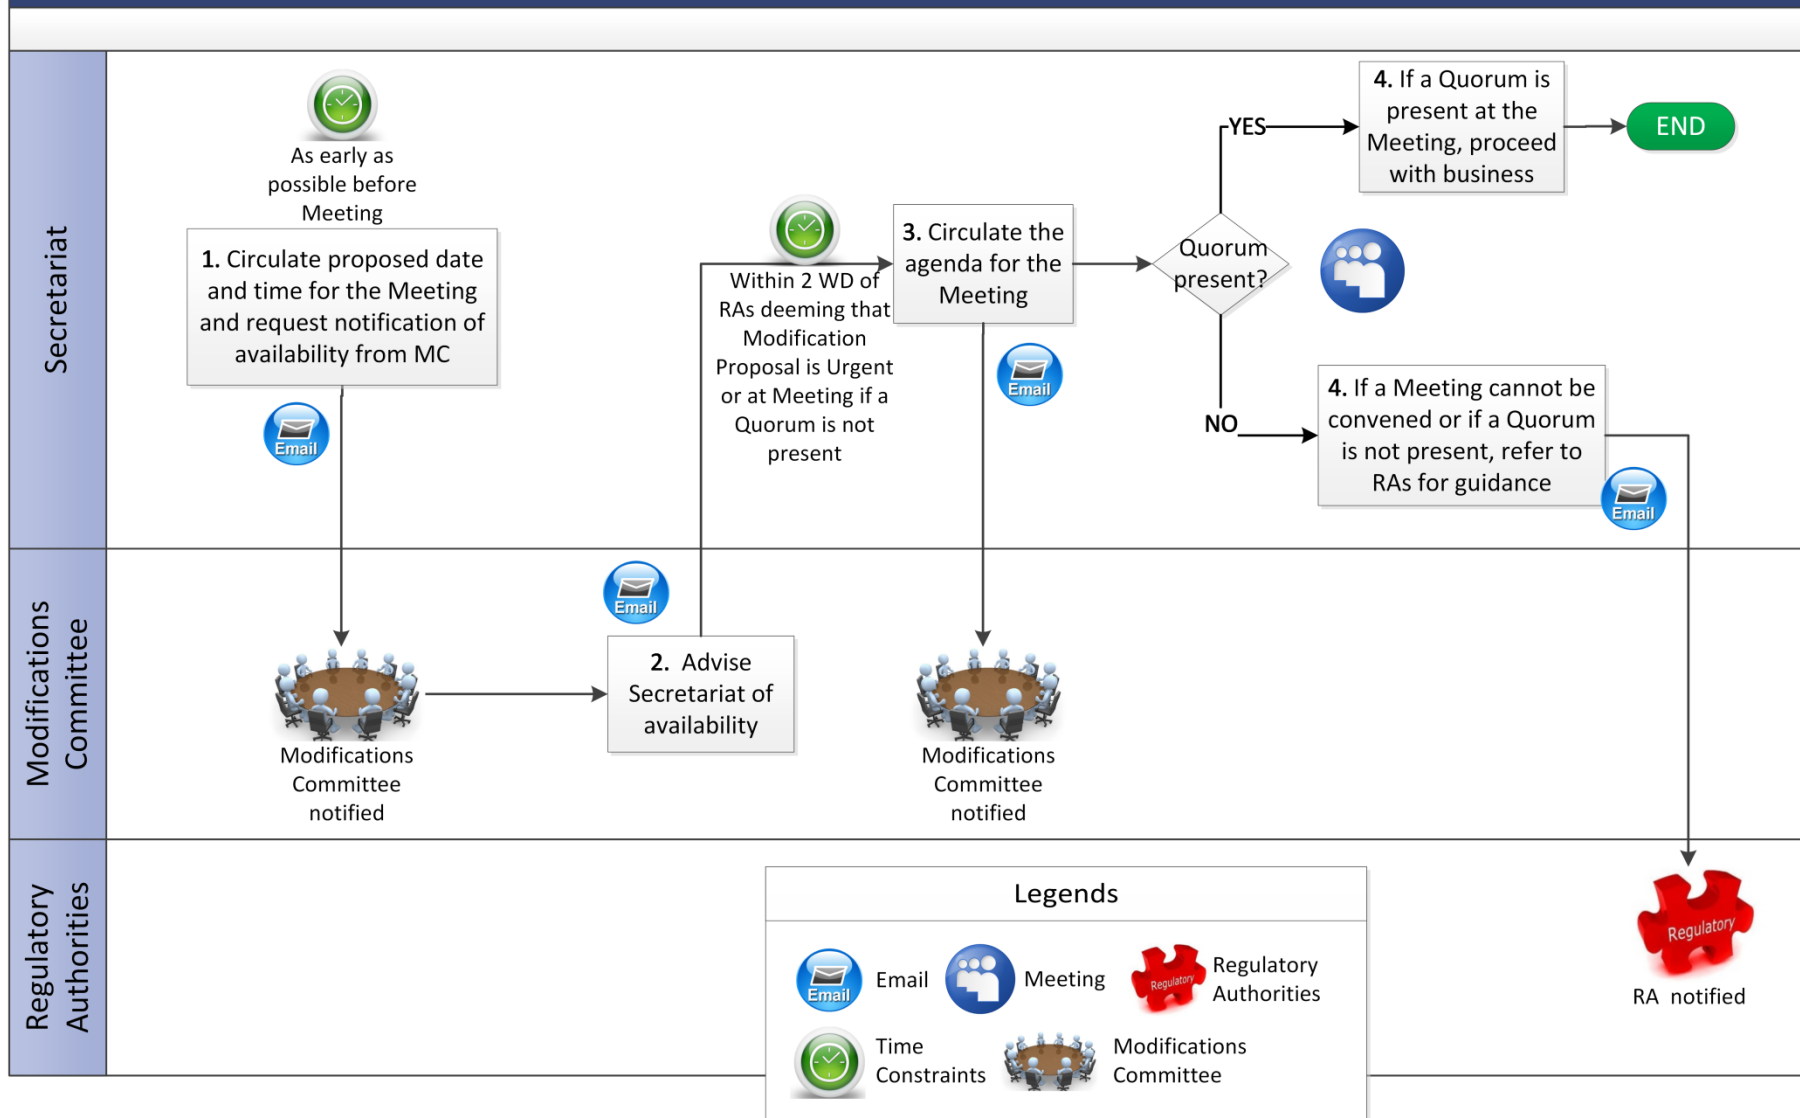 Secretariat
As early as
possible before
Meeting
1. Circulate proposed date
and time for the Meeting
and request notification of
availability from MC
Email
Within 2 WD of
RAs deeming that
Modification
Proposal is Urgent
or at Meeting if a
Quorum is not
present
3. Circulate the
agenda for the
Meeting
Email
Quorum
present?
YES
4. If a Quorum is
present at the
Meeting, proceed
with business
END
NO
4. If a Meeting cannot be
convened or if a Quorum
is not present, refer to
RAs for guidance
Email
Modifications
Committee
Modifications
Committee
notified
Email
2. Advise
Secretariat of
availability
Modifications
Committee
notified
Regulatory
Authorities
Regulatory
RA notified
Legends
Email
Email
Meeting
Regulatory
Regulatory
Authorities
Time
Constraints
Modifications
Committee